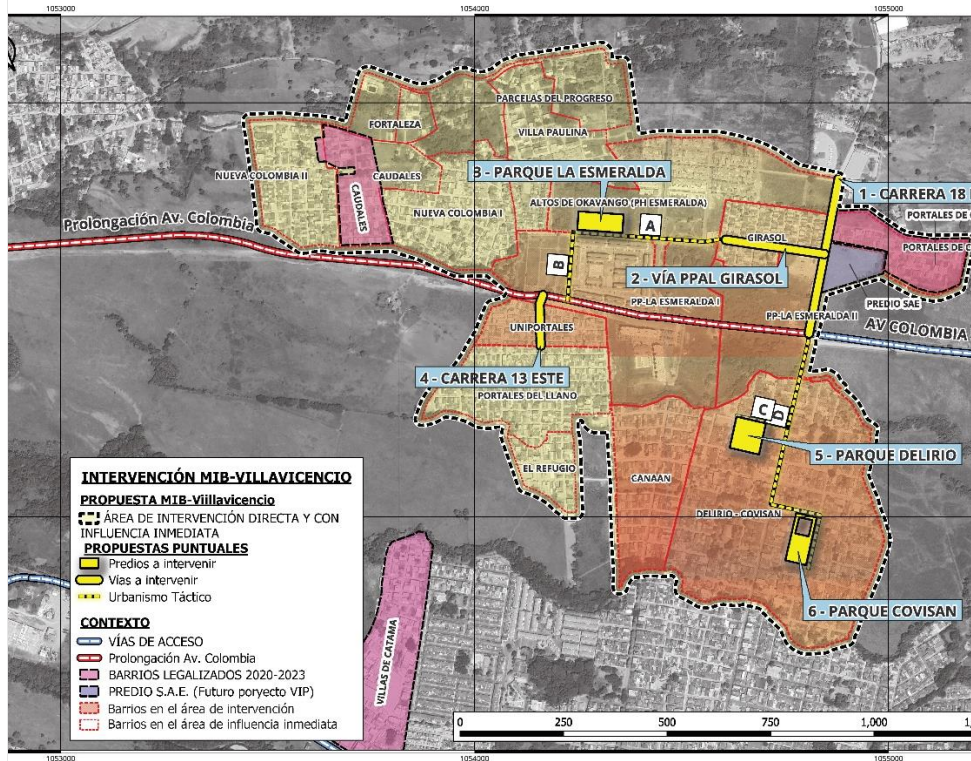 1053000
1054000
1055000
PARCELAS DEL PROGRESO
FORTALEZA
VILLA PAULINA
NUEVA COLOMBIA II
CAUDALES
CAUDALES
3 - PARQUE LA ESMERALDA
1 - CARRERA 18
NUEVA COLOMBIA I
ALTOS DE OKAVANGO (PH ESMERALDA)
PORTALES DE
Prolongación Av. Colombia
A
GIRASOL
PORTALES DE C
B
2 - VÍA PPAL GIRASOL
PP-LA ESMERALDA I
PREDIO SAE
PP-LA ESMERALDA II
AV COLOMBIA
UNIPORTALES
4 - CARRERA 13 ESTE
PORTALES DEL LLANO
C
D
5 - PARQUE DELIRIO
EL REFUGIO
CANAÁN
DELIRIO - COVISAN
6 - PARQUE COVISAN
VILLAS DE CATAMA
INTERVENCIÓN MIB-VILLAVICENCIO
PROPUESTA MIB-Viillavicencio
ÁREA DE INTERVENCIÓN DIRECTA Y CON
INFLUENCIA INMEDIATA
PROPUESTAS PUNTUALES
Predios a intervenir
Vías a intervenir
Urbanismo Táctico
CONTEXTO
VÍAS DE ACCESO
Prolongación Av. Colombia
BARRIOS LEGALIZADOS 2020-2023
PREDIO S.A.E. (Futuro poryecto VIP)
Barrios en el área de intervención
Barrios en el área de influencia inmediata
0 250 500 750 1,000
1053000
1054000
1055000